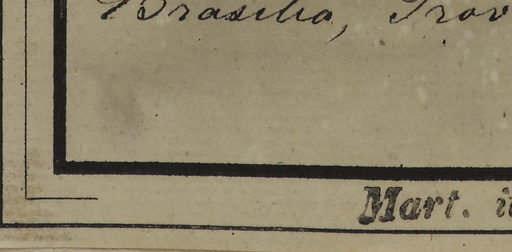 Brasilia, Prov
Mart. i